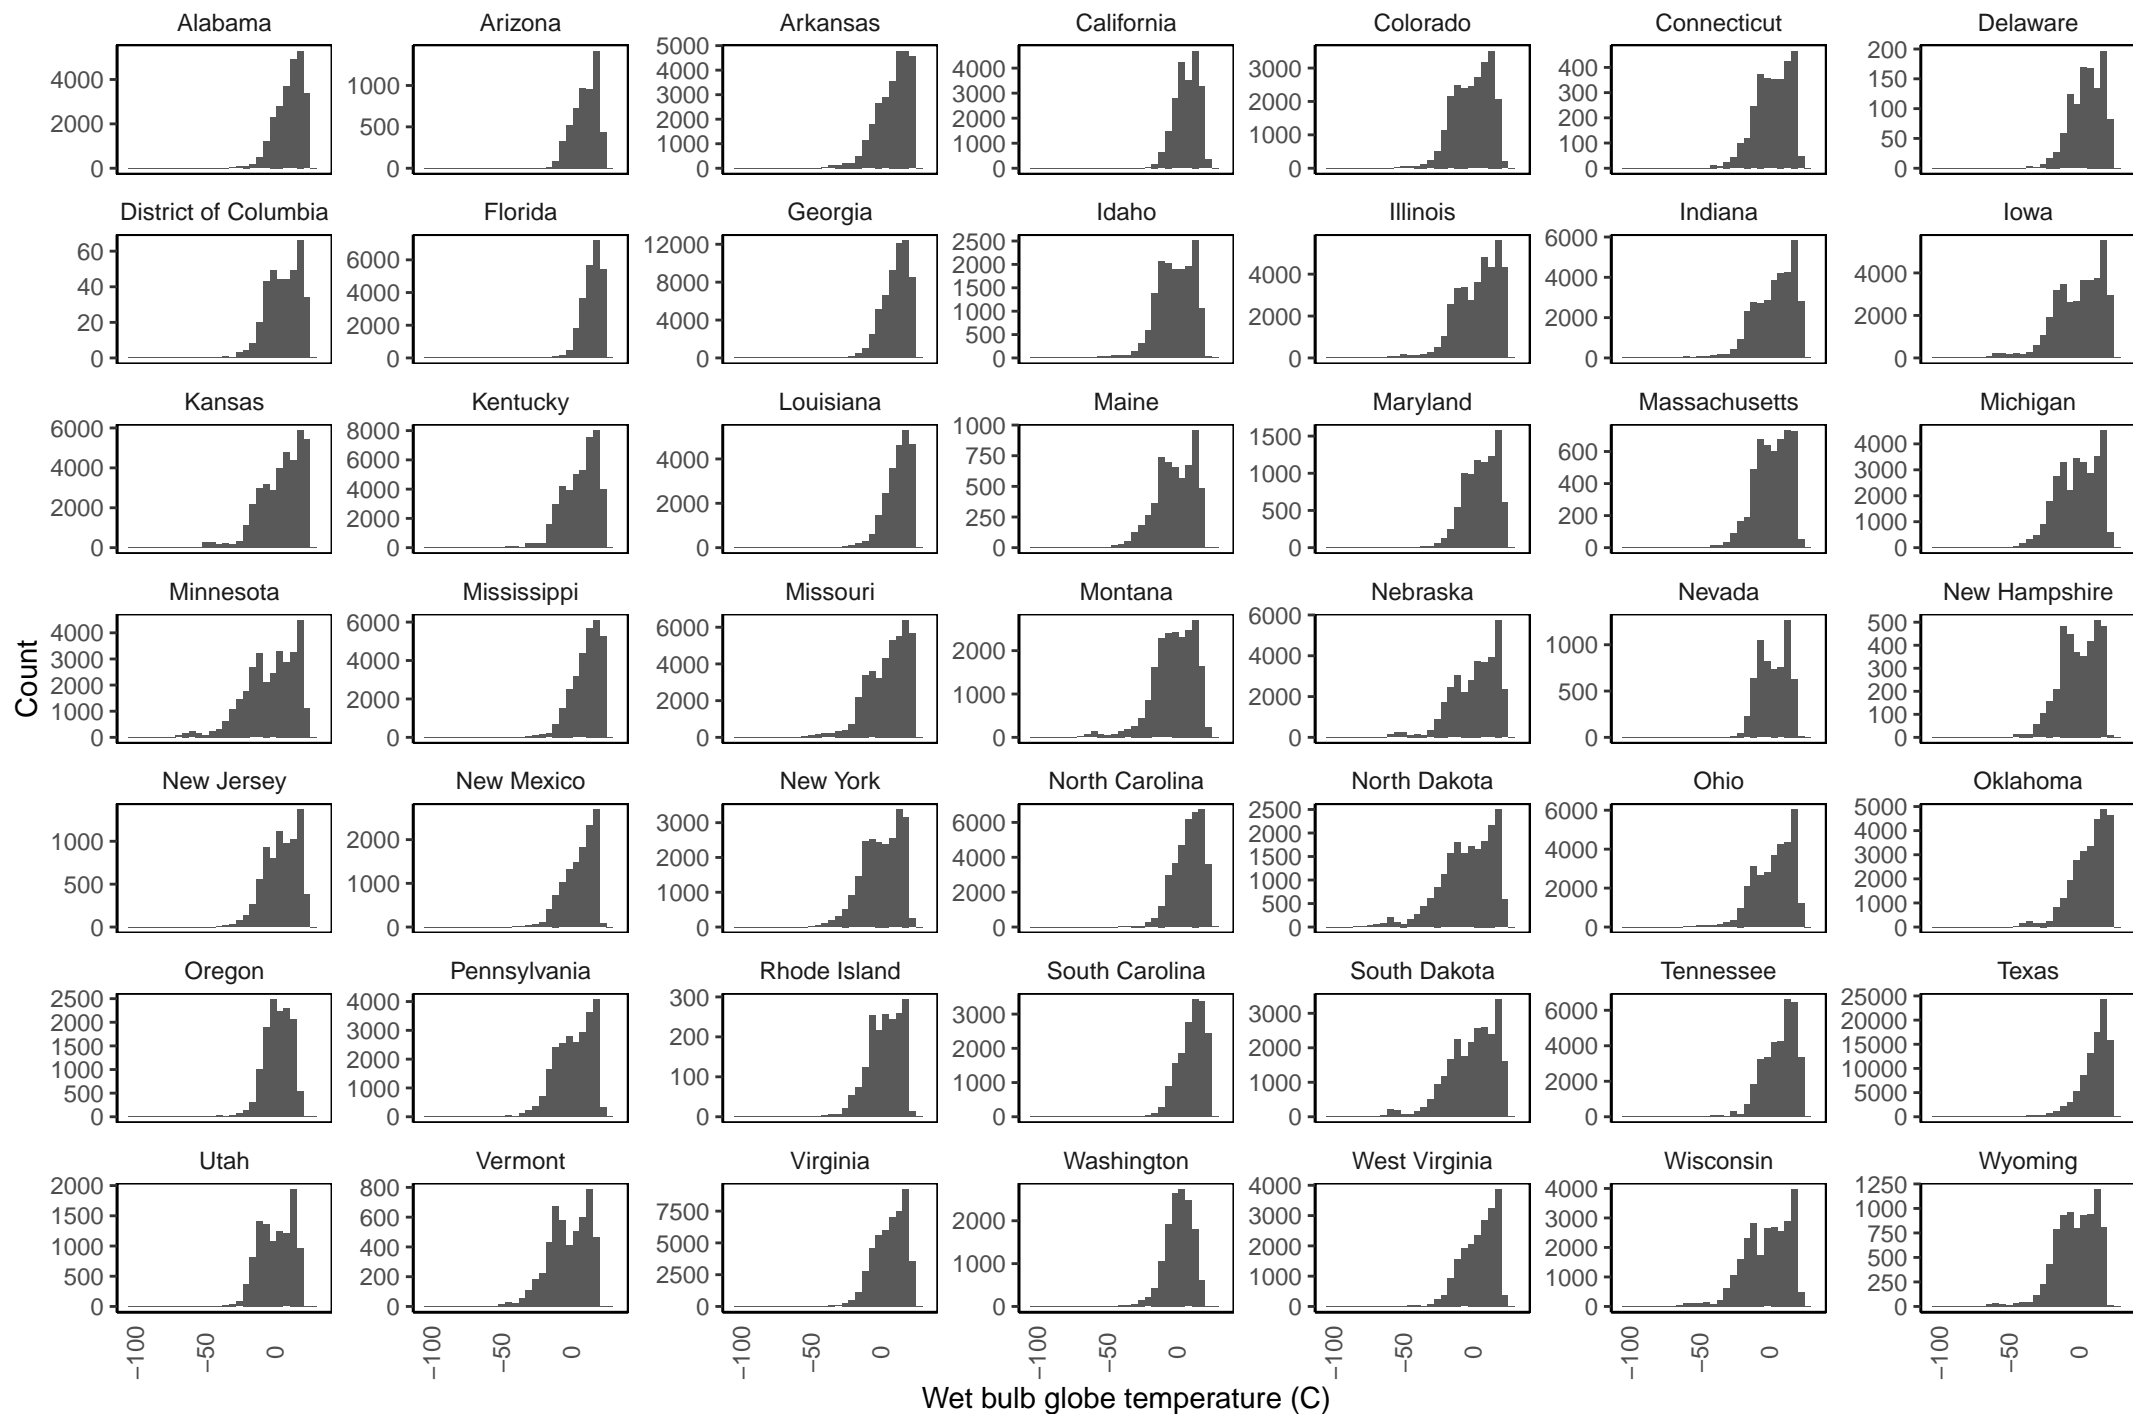 Alabama Arizona Arkansas California Colorado Connecticut Delaware
0 2000 4000
0 500 1000
0 1000 2000 3000 4000 5000
0 1000 2000 3000 4000
0 1000 2000 3000
0 100 200 300 400
0 50 100 150 200
District of Columbia Florida Georgia Idaho Illinois Indiana Iowa
0 20 40 60
0 2000 4000 6000
0 4000 8000 12000
0 500 1000 1500 2000 2500
0 2000 4000
0 2000 4000 6000
0 2000 4000
Kansas Kentucky Louisiana Maine Maryland Massachusetts Michigan
0 2000 4000 6000
0 2000 4000 6000 8000
0 2000 4000
0 250 500 750 1000
0 500 1000 1500
0 200 400 600
0 1000 2000 3000 4000
Minnesota Mississippi Missouri Montana Nebraska Nevada New Hampshire
0 1000 2000 3000 4000
0 2000 4000 6000
0 2000 4000 6000
0 1000 2000
0 2000 4000 6000
0 500 1000
0 100 200 300 400 500
New Jersey New Mexico New York North Carolina North Dakota Ohio Oklahoma
0 500 1000
0 1000 2000
0 1000 2000 3000
0 2000 4000 6000
0 500 1000 1500 2000 2500
0 2000 4000 6000
0 1000 2000 3000 4000 5000
Oregon Pennsylvania Rhode Island South Carolina South Dakota Tennessee Texas
0 500 1000 1500 2000 2500
0 1000 2000 3000 4000
0 100 200 300
0 1000 2000 3000
0 1000 2000 3000
0 2000 4000 6000
0 5000 10000 15000 20000 25000
Utah Vermont Virginia Washington West Virginia Wisconsin Wyoming
0 500 1000 1500 2000
0 200 400 600 800
0 2500 5000 7500
0 1000 2000
0 1000 2000 3000 4000
0 1000 2000 3000 4000
0 250 500 750 1000 1250
−100 −50 0 −100 −50 0 −100 −50 0 −100 −50 0 −100 −50 0 −100 −50 0 −100 −50 0
Wet bulb globe temperature (C)
Count